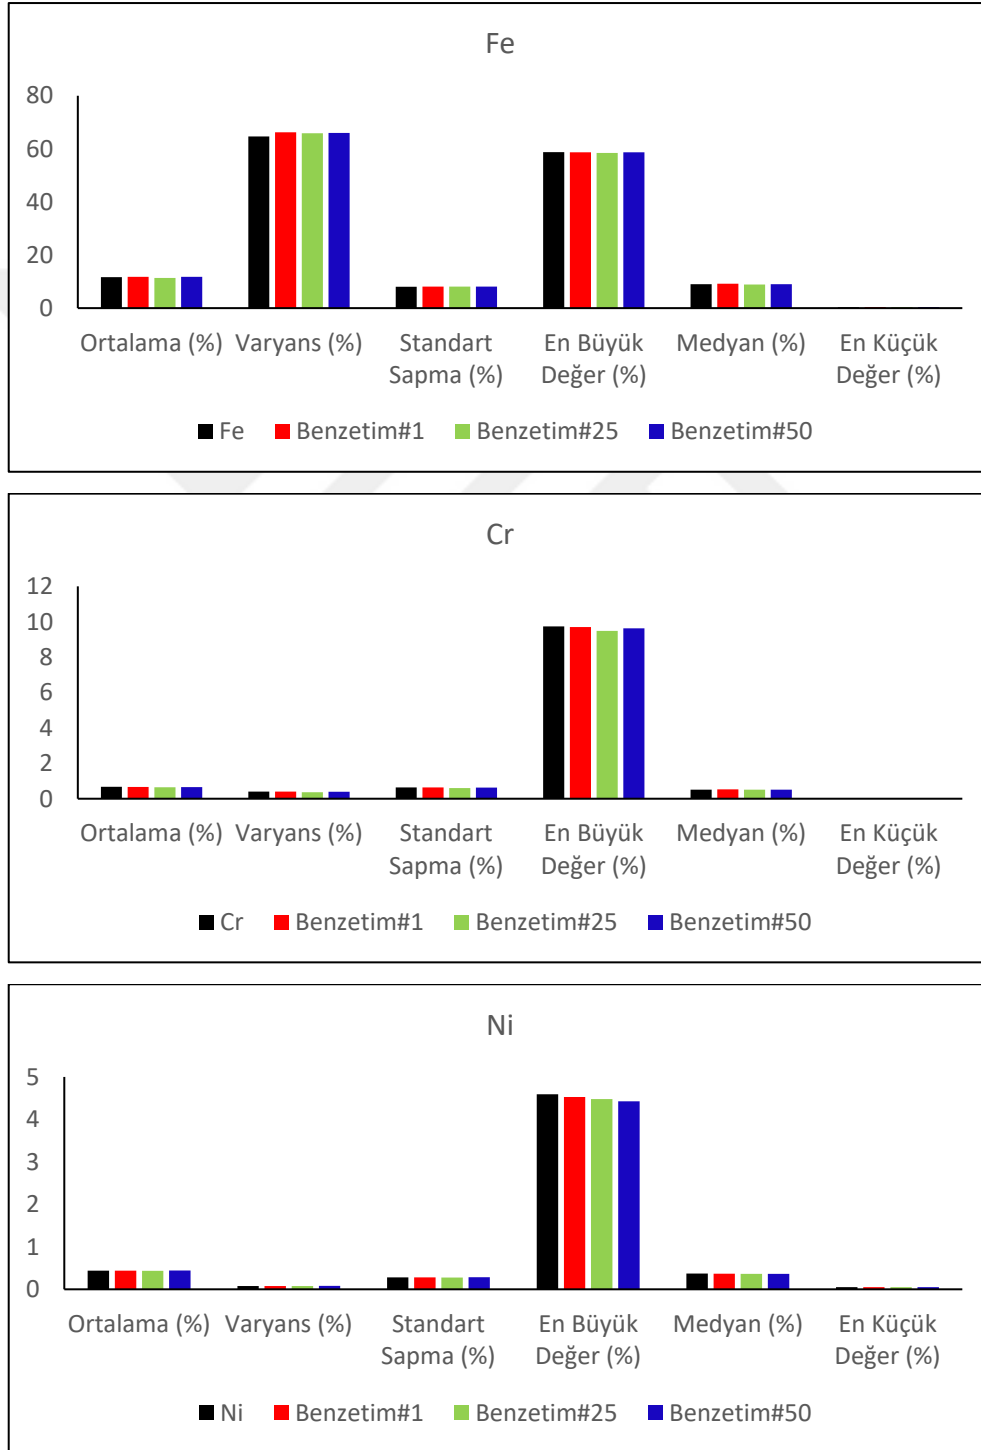 Fe
80
60
40
20
0
Ortalama (%) Varyans (%) Standart Sapma (%) En Büyük Değer (%) Medyan (%) En Küçük Değer (%)
Fe Benzetim#1 Benzetim#25 Benzetim#50
Cr
12
10
8
6
4
2
0
Ortalama (%) Varyans (%) Standart Sapma (%) En Büyük Değer (%) Medyan (%) En Küçük Değer (%)
Cr Benzetim#1 Benzetim#25 Benzetim#50
Ni
5
4
3
2
1
0
Ortalama (%) Varyans (%) Standart Sapma (%) En Büyük Değer (%) Medyan (%) En Küçük Değer (%)
Ni Benzetim#1 Benzetim#25 Benzetim#50